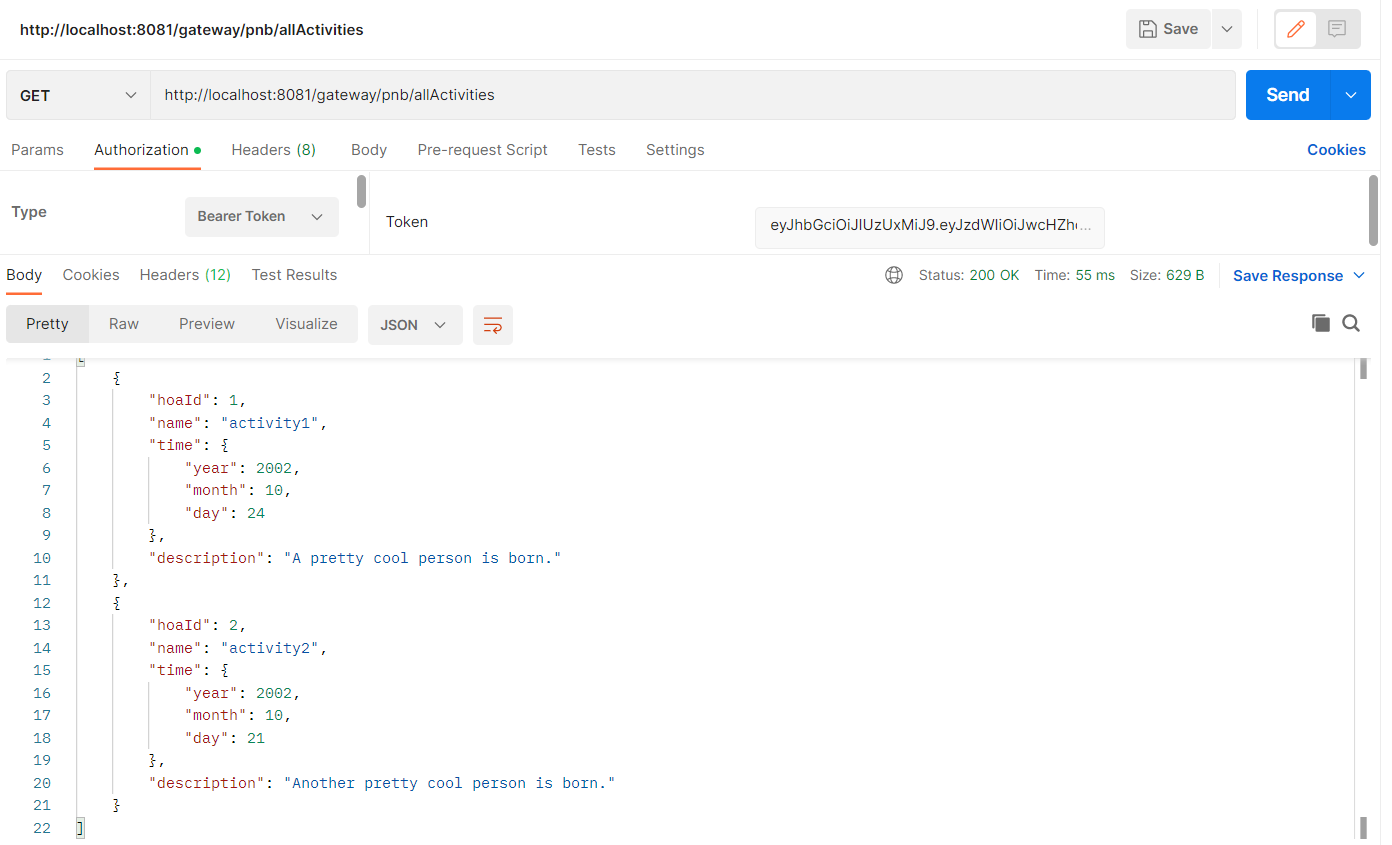 http://localhost:8081/gateway/pnb/allActivities Save
GET http://localhost:8081/gateway/pnb/allActivities Send
Params Authorization Headers (8) Body Pre-request Script Tests Settings Cookies
Type Bearer Token Token eyJhbGciOiJIUzUxMiJ9.eyJzdWIiOiJwcHZh...
Body Cookies Headers (12) Test Results Status: 200 OK Time: 55 ms Size: 629 B Save Response
Pretty Raw Preview Visualize JSON
1 [
2 {
3 "hoaId": 1,
4 "name": "activity1",
5 "time": {
6 "year": 2002,
7 "month": 10,
8 "day": 24
9 },
10 "description": "A pretty cool person is born."
11 },
12 {
13 "hoaId": 2,
14 "name": "activity2",
15 "time": {
16 "year": 2002,
17 "month": 10,
18 "day": 21
19 },
20 "description": "Another pretty cool person is born."
21 }
22 ]